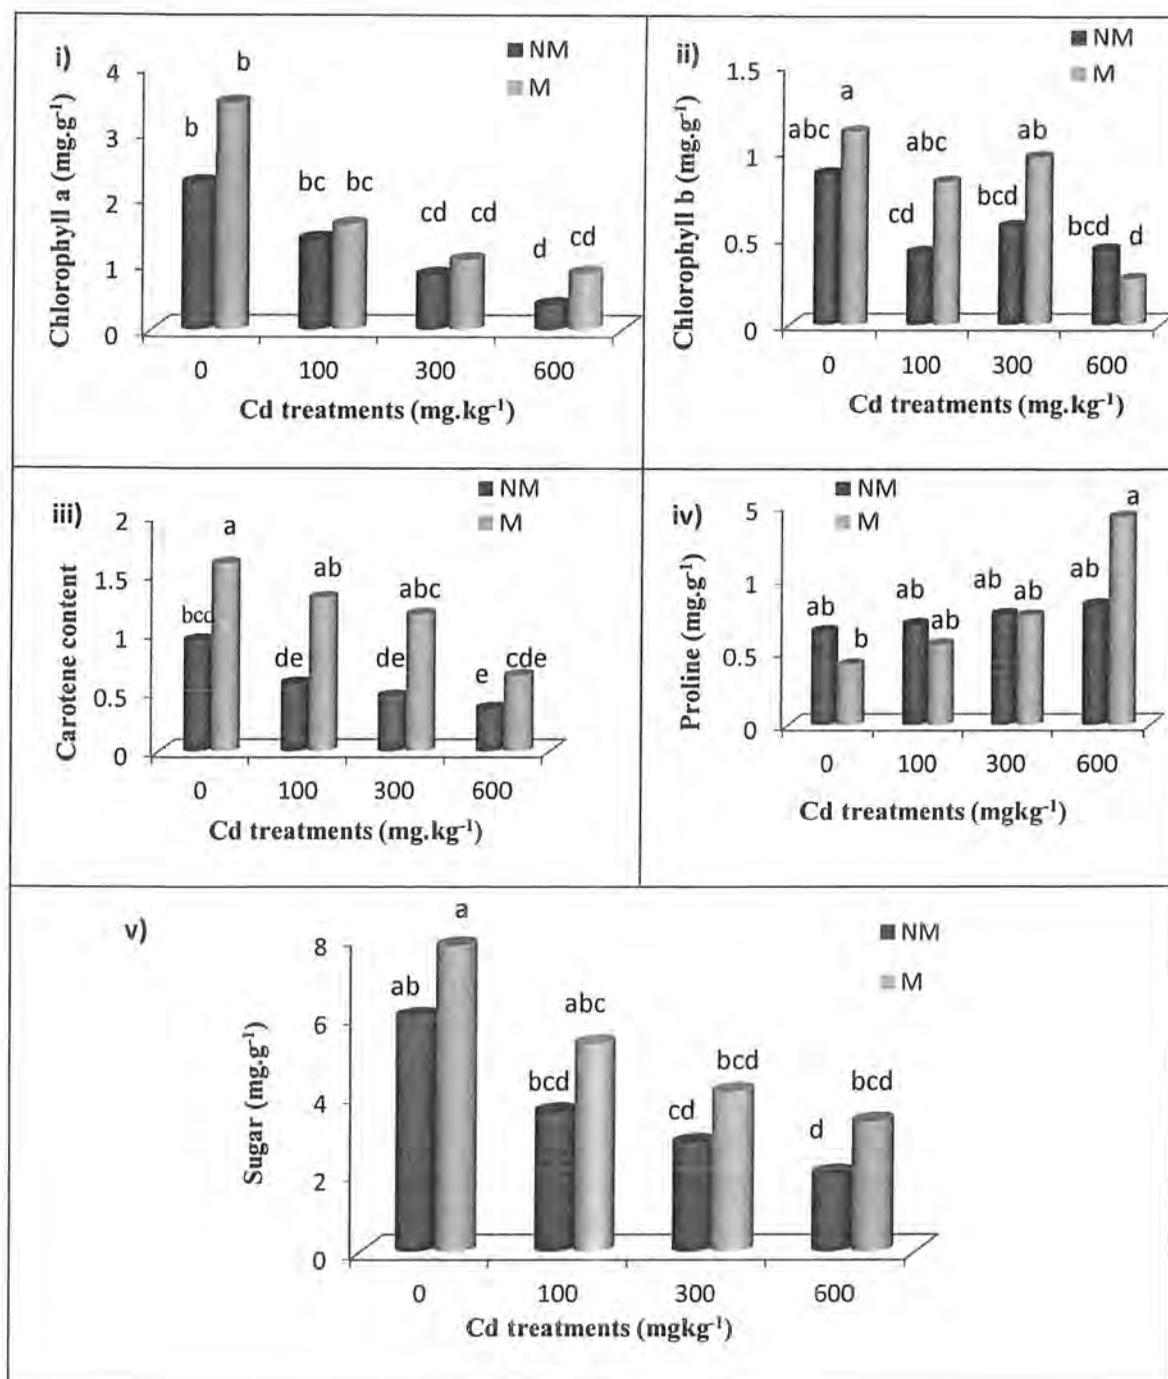 i)
NM
M
Chlorophyll a (mg.g⁻¹)
4
3
2
1
0
b
b
bc
bc
cd
cd
d
cd
0 100 300 600
Cd treatments (mg.kg⁻¹)
ii)
NM
M
Chlorophyll b (mg.g⁻¹)
1.5
1
0.5
0
abc
a
cd
abc
bcd
ab
bcd
d
0 100 300 600
Cd treatments (mg.kg⁻¹)
iii)
NM
M
Carotene content
2
1.5
1
0.5
0
bcd
a
de
ab
de
abc
e
cde
0 100 300 600
Cd treatments (mg.kg⁻¹)
iv)
NM
M
Proline (mg.g⁻¹)
5
1
0.5
0
ab
b
ab
ab
ab
ab
ab
a
0 100 300 600
Cd treatments (mgkg⁻¹)
v)
NM
M
Sugar (mg.g⁻¹)
8
6
4
2
0
ab
a
bcd
abc
cd
bcd
d
bcd
0 100 300 600
Cd treatments (mgkg⁻¹)